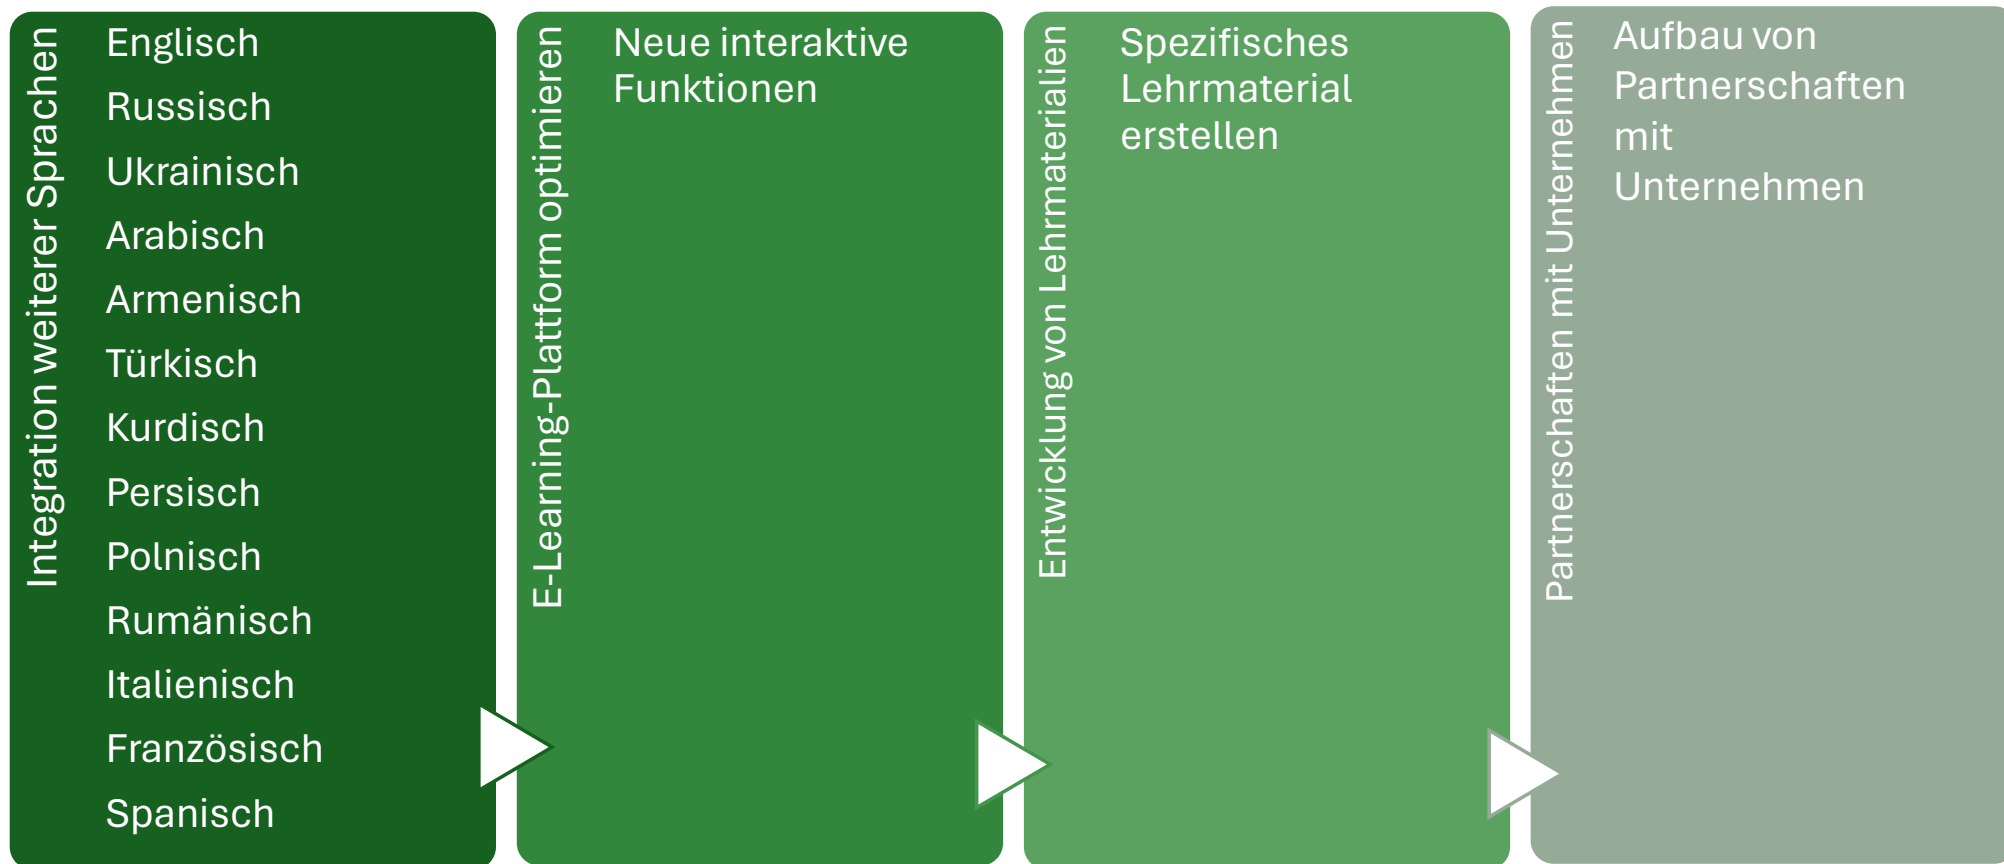 Integration weiterer Sprachen
Englisch
Russisch
Ukrainisch
Arabisch
Armenisch
Türkisch
Kurdisch
Persisch
Polnisch
Rumänisch
Italienisch
Französisch
Spanisch
E-Learning-Plattform optimieren
Neue interaktive
Funktionen
Entwicklung von Lehrmaterialien
Spezifisches
Lehrmaterial
erstellen
Partnerschaften mit Unternehmen
Aufbau von
Partnerschaften
mit
Unternehmen